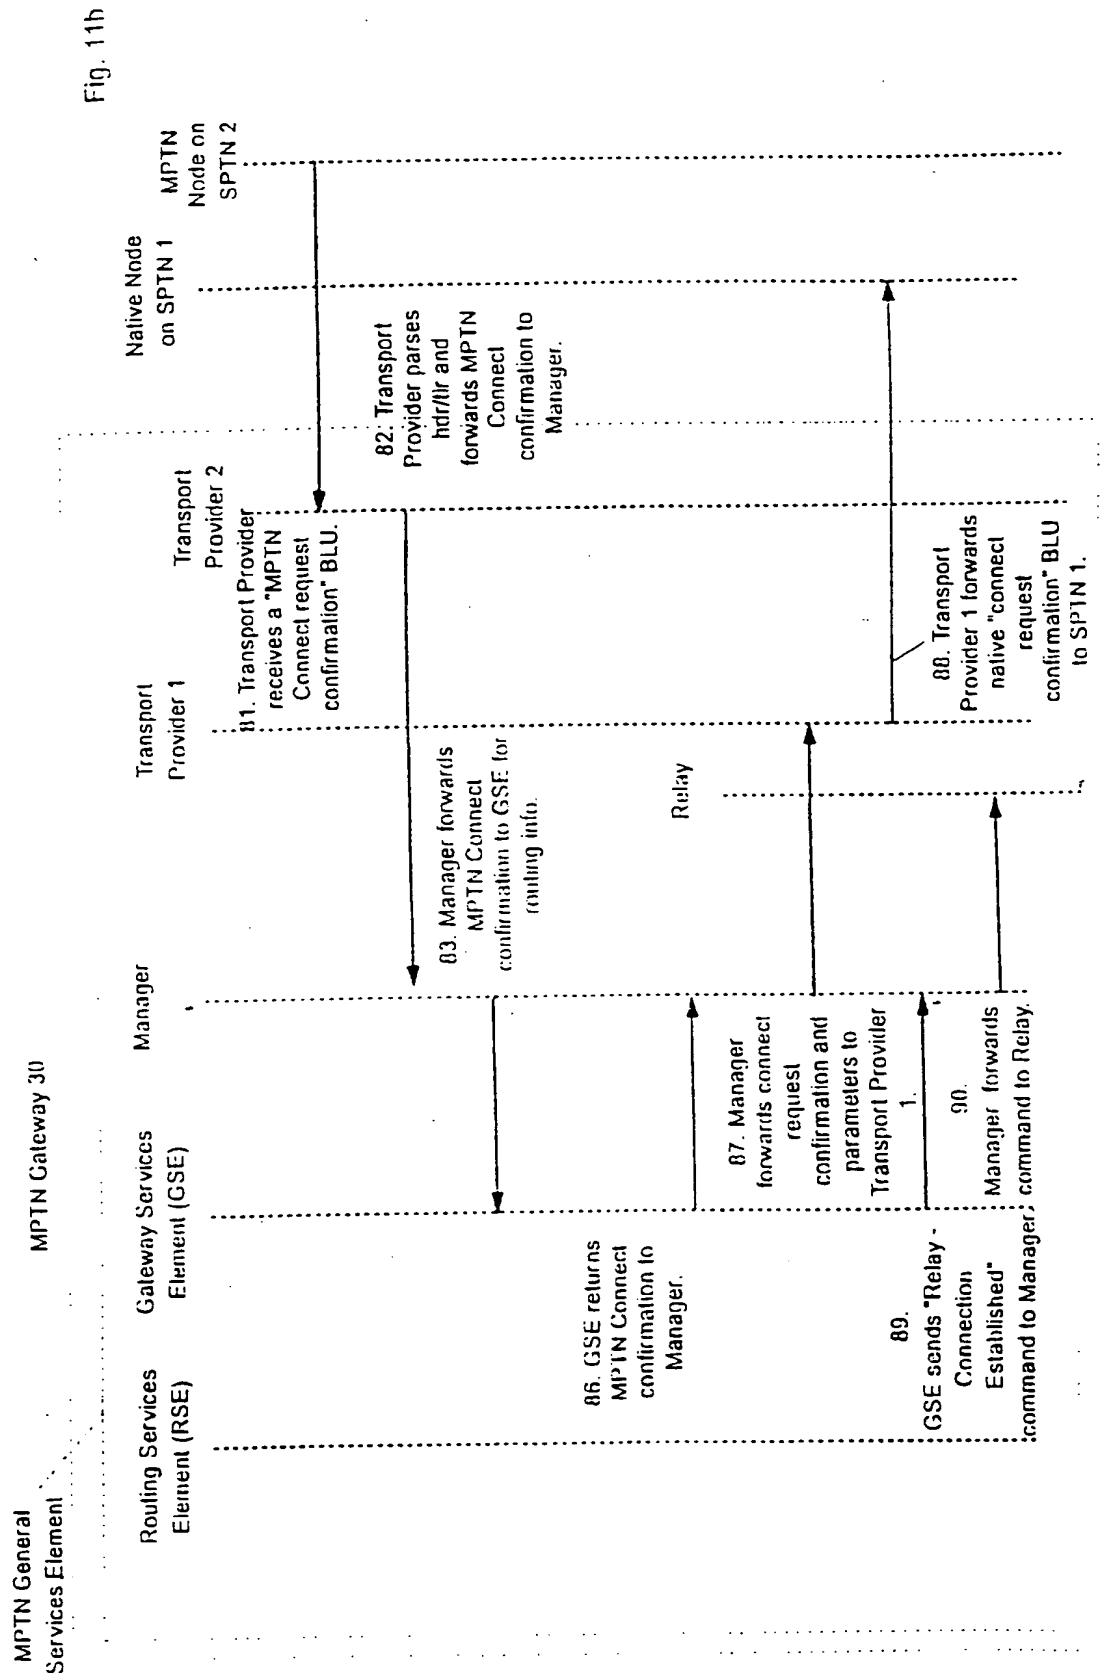 Fig. 11b
MPTN General
Services Element
MPTN Gateway 30
Routing Services
Element (RSE)
Gateway Services
Element (GSE)
Manager
Transport
Provider 1
Transport
Provider 2
Native Node
on SPTN 1
MPTN
Node on
SPTN 2
81. Transport Provider
receives a "MPTN
Connect request
confirmation" BLU.
82. Transport
Provider parses
hdr/tlr and
forwards MPTN
Connect
confirmation to
Manager.
83. Manager forwards
MPTN Connect
confirmation to GSE for
routing info.
86. GSE returns
MPTN Connect
confirmation to
Manager.
Relay
87. Manager
forwards connect
request
confirmation and
parameters to
Transport Provider
1.
88. Transport
Provider 1 forwards
native "connect
request
confirmation" BLU
to SPTN 1.
89.
GSE sends "Relay -
Connection
Established"
command to Manager.
90.
Manager forwards
command to Relay.